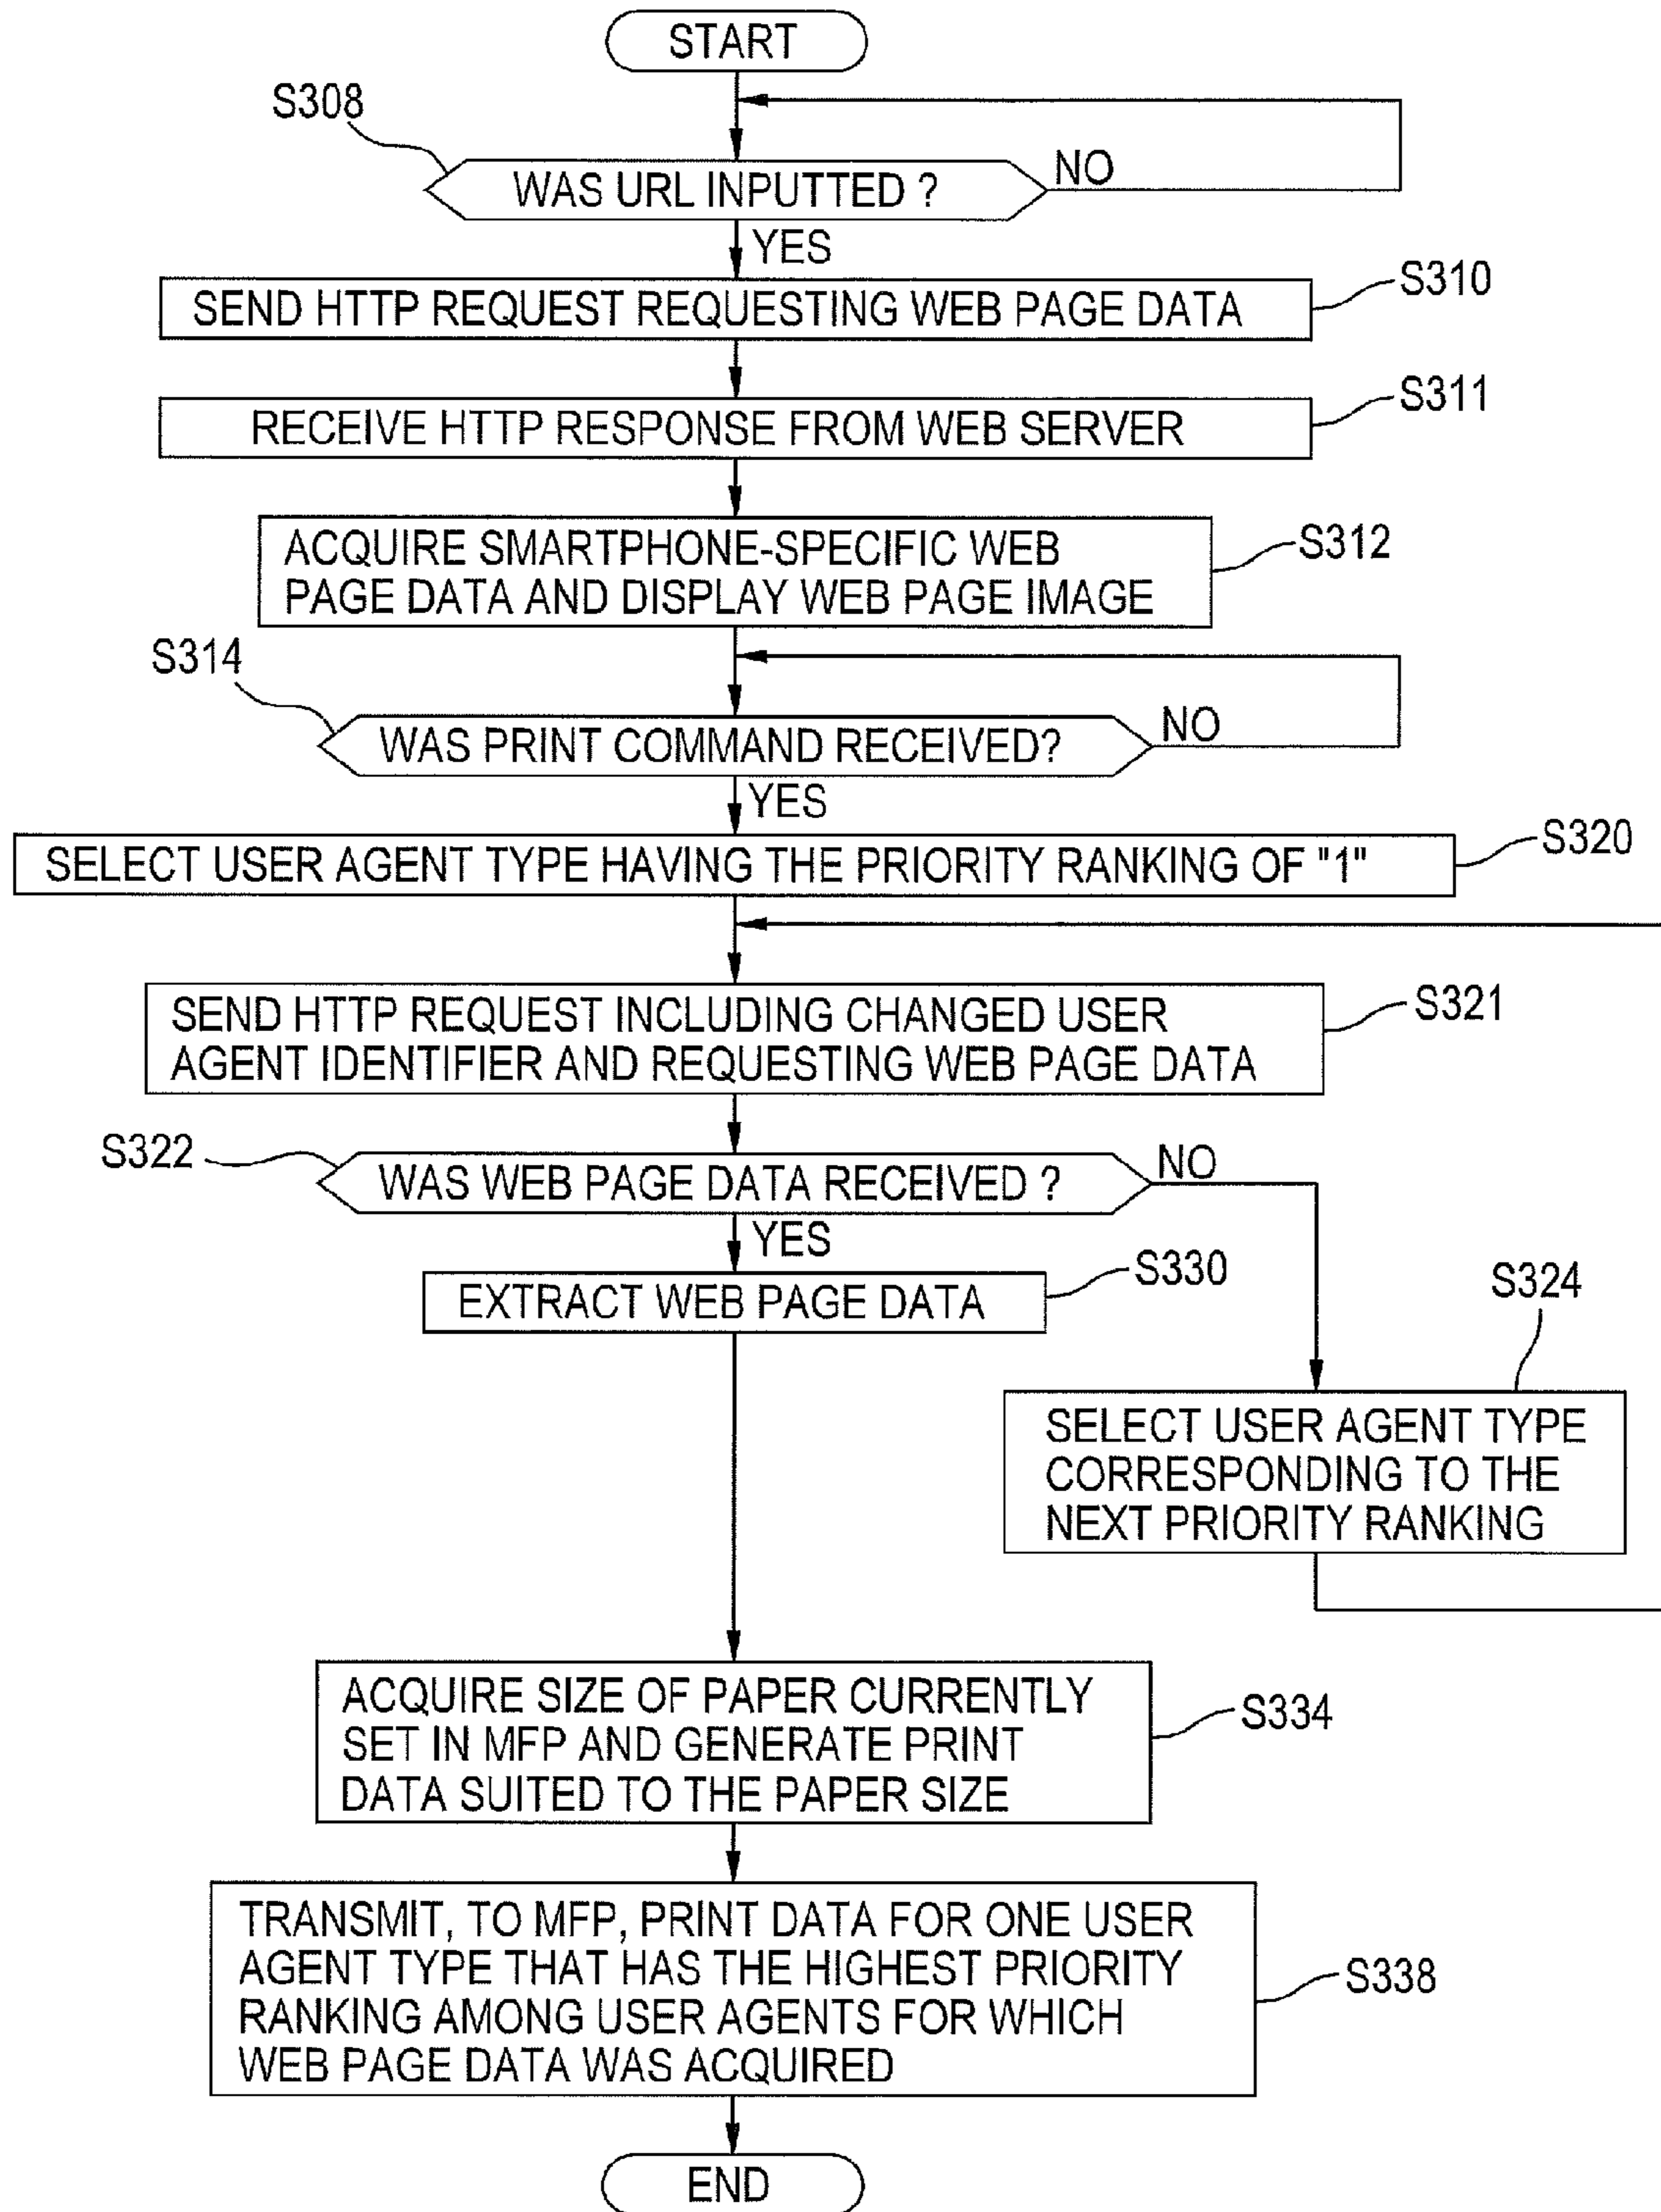 START
S308
WAS URL INPUTTED ?
NO
YES
SEND HTTP REQUEST REQUESTING WEB PAGE DATA
S310
RECEIVE HTTP RESPONSE FROM WEB SERVER
S311
ACQUIRE SMARTPHONE-SPECIFIC WEB
PAGE DATA AND DISPLAY WEB PAGE IMAGE
S312
S314
WAS PRINT COMMAND RECEIVED?
NO
YES
SELECT USER AGENT TYPE HAVING THE PRIORITY RANKING OF "1"
S320
SEND HTTP REQUEST INCLUDING CHANGED USER
AGENT IDENTIFIER AND REQUESTING WEB PAGE DATA
S321
S322
WAS WEB PAGE DATA RECEIVED ?
NO
YES
EXTRACT WEB PAGE DATA
S330
S324
SELECT USER AGENT TYPE
CORRESPONDING TO THE
NEXT PRIORITY RANKING
ACQUIRE SIZE OF PAPER CURRENTLY
SET IN MFP AND GENERATE PRINT
DATA SUITED TO THE PAPER SIZE
S334
TRANSMIT, TO MFP, PRINT DATA FOR ONE USER
AGENT TYPE THAT HAS THE HIGHEST PRIORITY
RANKING AMONG USER AGENTS FOR WHICH
WEB PAGE DATA WAS ACQUIRED
S338
END